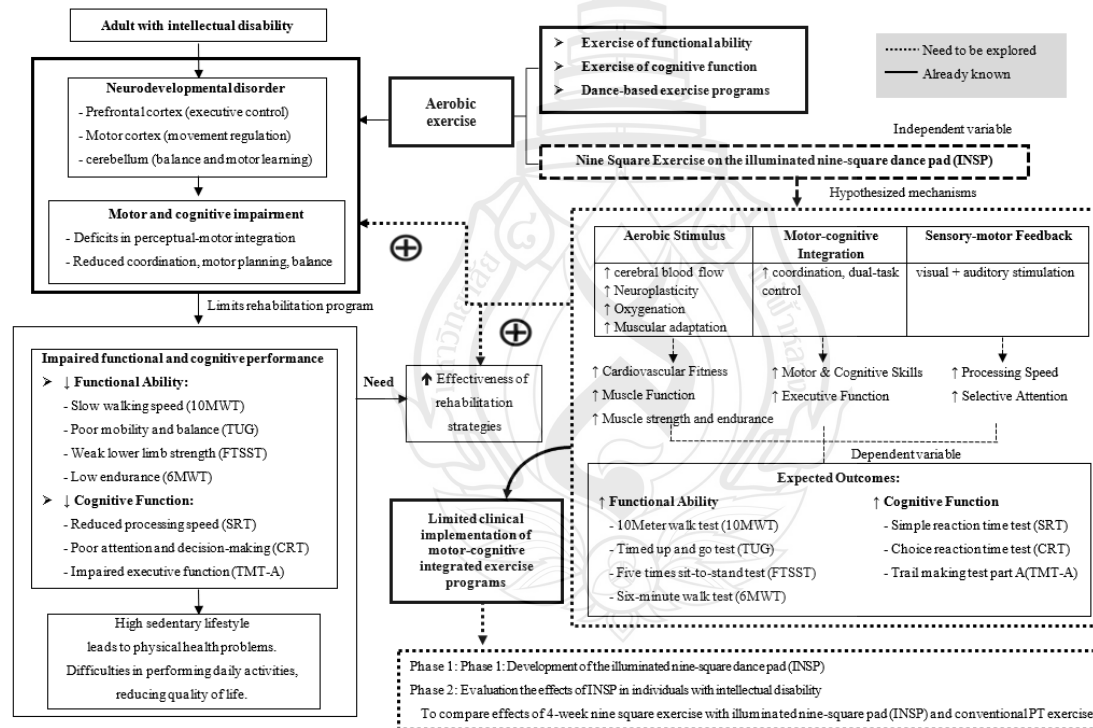 Adult with intellectual disability
Neurodevelopmental disorder
- Prefrontal cortex (executive control)
- Motor cortex (movement regulation)
- cerebellum (balance and motor learning)
Motor and cognitive impairment
- Deficits in perceptual-motor integration
- Reduced coordination, motor planning, balance
Limits rehabilitation program
Impaired functional and cognitive performance
➢ ↓ Functional Ability:
- Slow walking speed (10MWT)
- Poor mobility and balance (TUG)
- Weak lower limb strength (FTSST)
- Low endurance (6MWT)
➢ ↓ Cognitive Function:
- Reduced processing speed (SRT)
- Poor attention and decision-making (CRT)
- Impaired executive function (TMT-A)
High sedentary lifestyle
leads to physical health problems.
Difficulties in performing daily activities,
reducing quality of life.
Aerobic
exercise
➢ Exercise of functional ability
➢ Exercise of cognitive function
➢ Dance-based exercise programs
Need to be explored
Already known
Independent variable
Nine Square Exercise on the illuminated nine-square dance pad (INSP)
Hypothesized mechanisms
Aerobic Stimulus
↑ cerebral blood flow
↑ Neuroplasticity
↑ Oxygenation
↑ Muscular adaptation
Motor-cognitive
Integration
↑ coordination, dual-task
control
Sensory-motor Feedback
visual + auditory stimulation
↑ Cardiovascular Fitness
↑ Muscle Function
↑ Muscle strength and endurance
↑ Motor & Cognitive Skills
↑ Executive Function
↑ Processing Speed
↑ Selective Attention
Need
↑ Effectiveness of
rehabilitation
strategies
Dependent variable
Expected Outcomes:
↑ Functional Ability
- 10Meter walk test (10MWT)
- Timed up and go test (TUG)
- Five times sit-to-stand test (FTSST)
- Six-minute walk test (6MWT)
↑ Cognitive Function
- Simple reaction time test (SRT)
- Choice reaction time test (CRT)
- Trail making test part A(TMT-A)
Limited clinical
implementation of
motor-cognitive
integrated exercise
programs
Phase 1: Phase 1: Development of the illuminated nine-square dance pad (INSP)
Phase 2: Evaluation the effects of INSP in individuals with intellectual disability
To compare effects of 4-week nine square exercise with illuminated nine-square pad (INSP) and conventional PT exercise